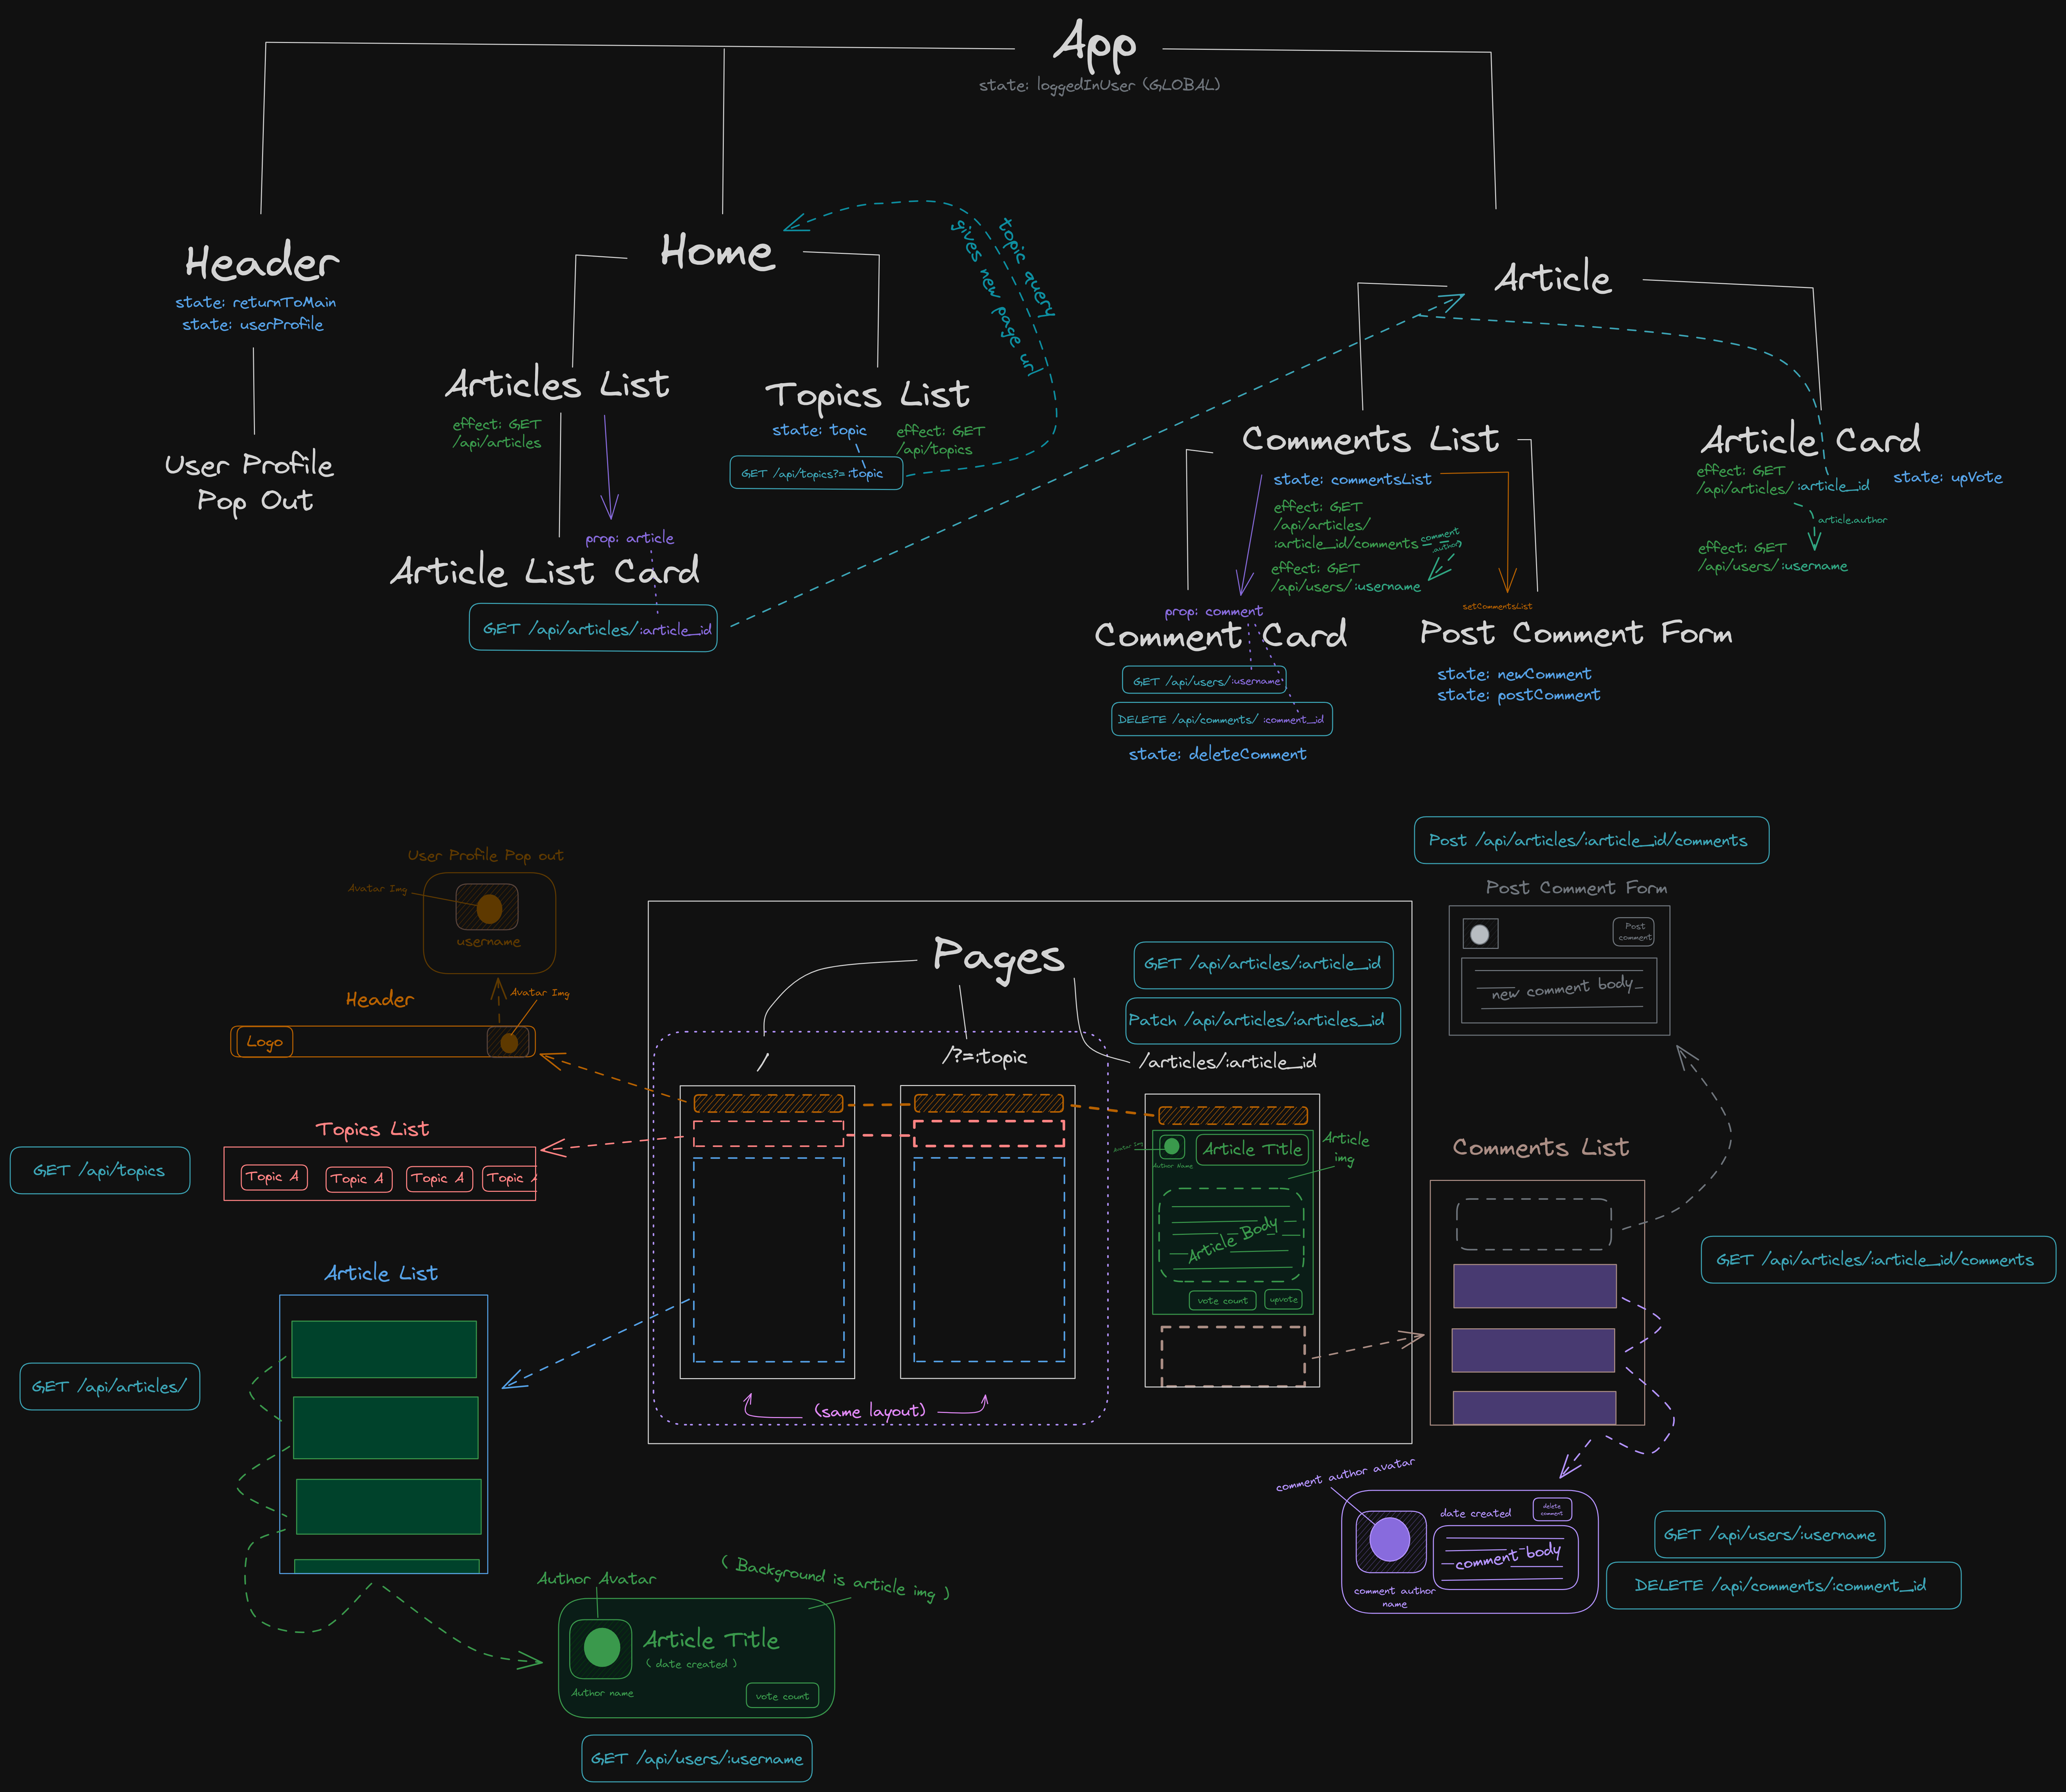 App
state: loggedInUser (GLOBAL)
Header
state: returnToMain
state: userProfile
User Profile
Pop Out
Home
topic query
gives new page url
Articles List
effect: GET
/api/articles
Topics List
state: topic
effect: GET
/api/topics
GET /api/topics?=:topic
prop: article
Article List Card
GET /api/articles/:article_id
Article
Comments List
state: commentsList
effect: GET
/api/articles/
:article_id/comments
comment
author
effect: GET
/api/users/:username
prop: comment
Comment Card
GET /api/users/:username
DELETE /api/comments/:comment_id
state: deleteComment
setCommentsList
Post Comment Form
state: newComment
state: postComment
Article Card
effect: GET
/api/articles/:article_id
state: upVote
article.author
effect: GET
/api/users/:username
User Profile Pop out
Avatar Img
username
Header
Avatar Img
Logo
Topics List
GET /api/topics
Topic A
Topic A
Topic A
Topic A
Article List
GET /api/articles/
Author Avatar
( Background is article img )
Article Title
( date created )
Author name
vote count
GET /api/users/:username
Pages
/
/?=:topic
/articles/:article_id
GET /api/articles/:article_id
Patch /api/articles/:articles_id
(same layout)
Avatar Img
Author Name
Article Title
Article
img
Article Body
vote count
upvote
Post /api/articles/:article_id/comments
Post Comment Form
Post
comment
new comment body
Comments List
GET /api/articles/:article_id/comments
comment author avatar
date created
delete
comment
comment body
comment author
name
GET /api/users/:username
DELETE /api/comments/:comment_id